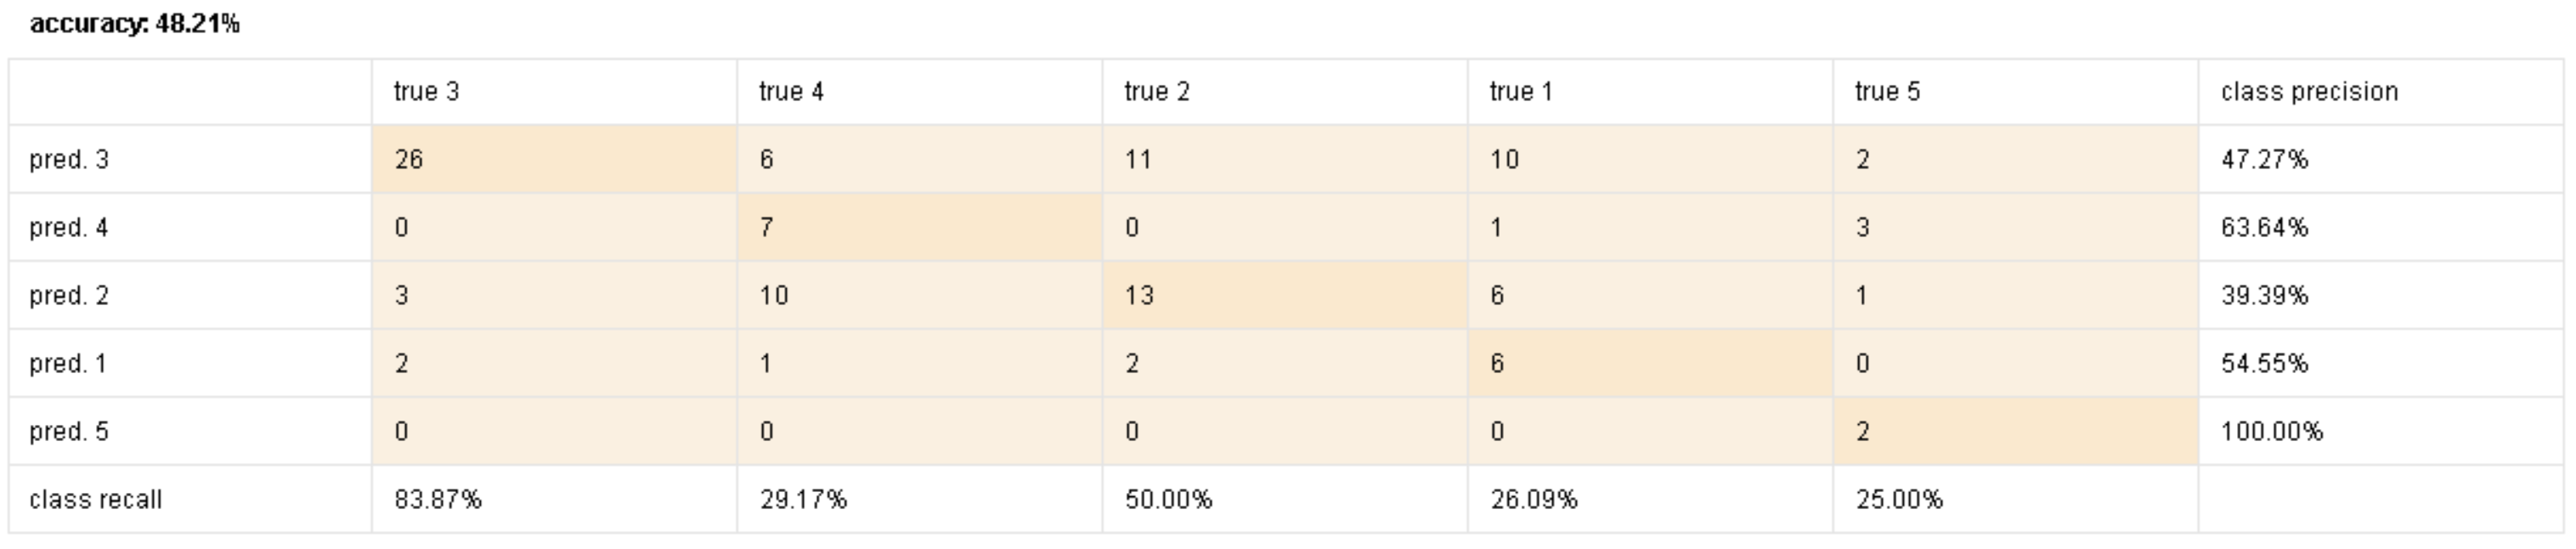 accuracy: 48.21%
true 3 true 4 true 2 true 1 true 5 class precision
pred. 3 26 6 11 10 2 47.27%
pred. 4 0 7 0 1 3 63.64%
pred. 2 3 10 13 6 1 39.39%
pred. 1 2 1 2 6 0 54.55%
pred. 5 0 0 0 0 2 100.00%
class recall 83.87% 29.17% 50.00% 26.09% 25.00%